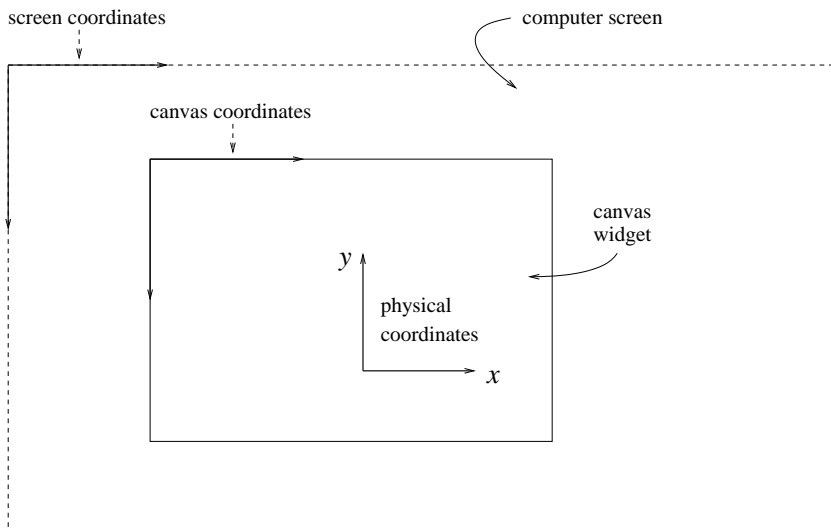 screen coordinates
computer screen
canvas coordinates
canvas
widget
y
physical
coordinates
x